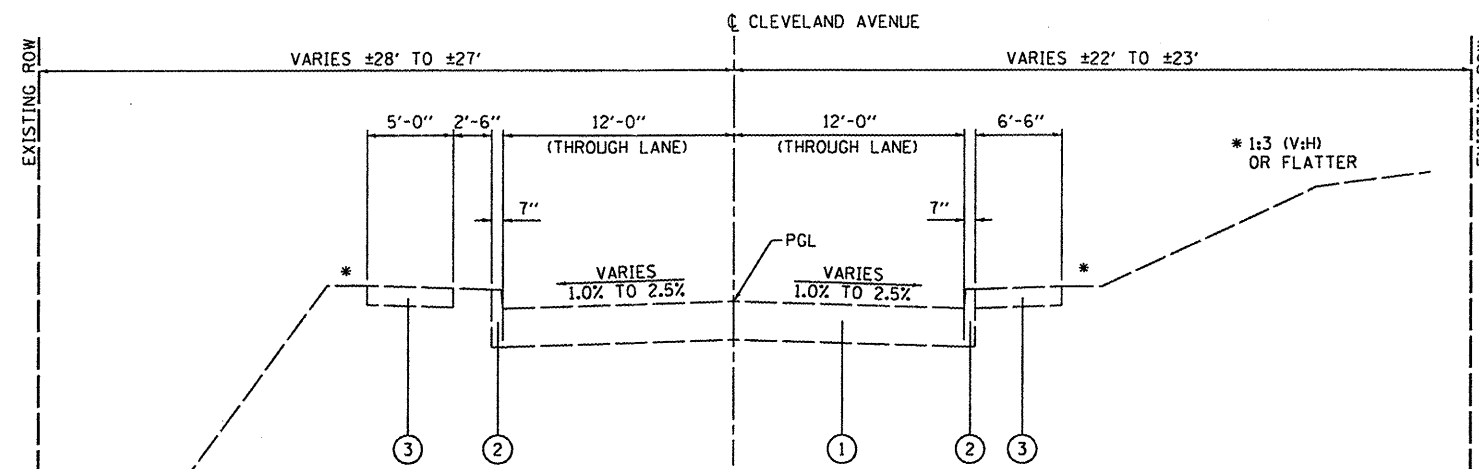 ℄ CLEVELAND AVENUE
EXISTING ROW
VARIES ±28' TO ±27'
VARIES ±22' TO ±23'
5'-0"
2'-6"
12'-0"
(THROUGH LANE)
12'-0"
(THROUGH LANE)
6'-6"
* 1:3 (V:H)
OR FLATTER
7"
7"
PGL
*
VARIES
1.0% TO 2.5%
VARIES
1.0% TO 2.5%
*
3
2
1
2
3